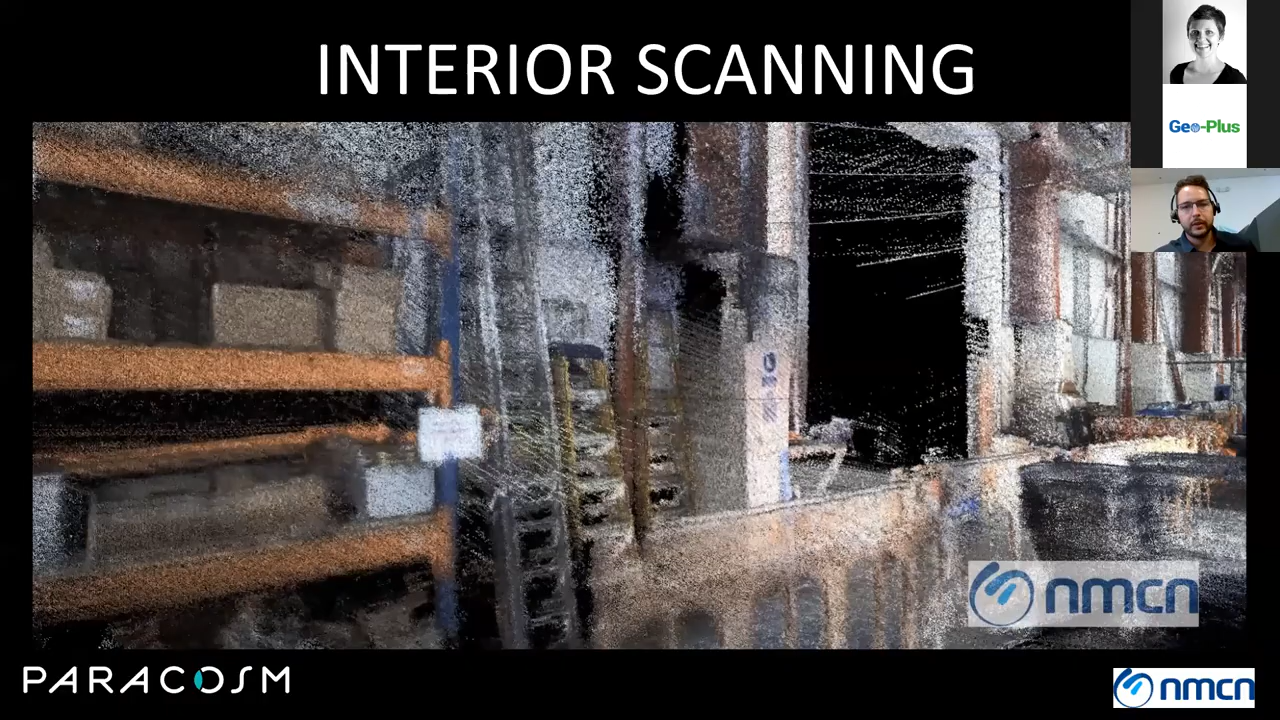 INTERIOR SCANNING
Geo-Plus
nmcn
PARACOSM
nmcn